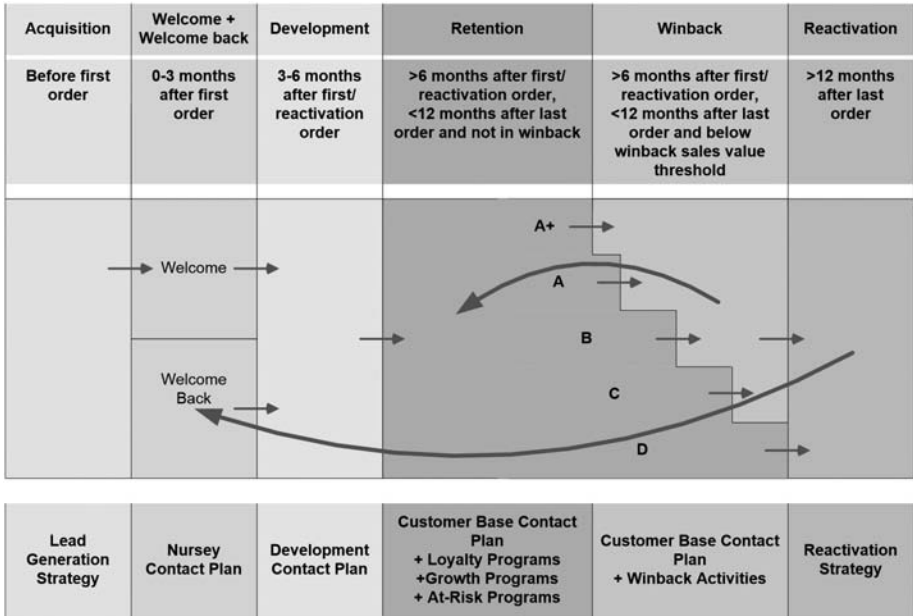 Acquisition
Welcome +
Welcome back
Development
Retention
Winback
Reactivation
Before first
order
0-3 months
after first
order
3-6 months
after first/
reactivation
order
>6 months after first/
reactivation order,
<12 months after last
order and not in winback
>6 months after first/
reactivation order,
<12 months after last
order and below
winback sales value
threshold
>12 months
after last
order
A+
Welcome
A
B
Welcome
Back
C
D
Lead
Generation
Strategy
Nursey
Contact Plan
Development
Contact Plan
Customer Base Contact
Plan
+ Loyalty Programs
+Growth Programs
+ At-Risk Programs
Customer Base Contact
Plan
+ Winback Activities
Reactivation
Strategy